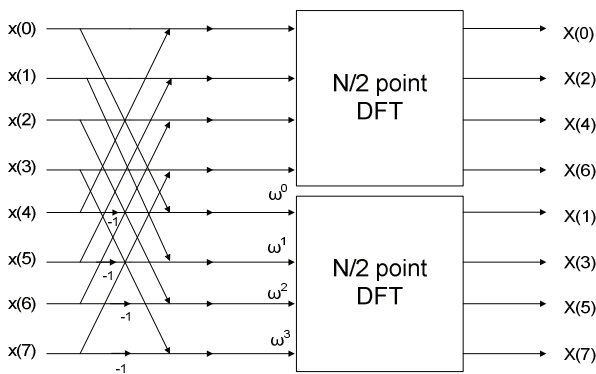 x(0)
x(1)
x(2)
x(3)
x(4)
x(5)
x(6)
x(7)
-1
-1
-1
-1
ω⁰
ω¹
ω²
ω³
N/2 point
DFT
N/2 point
DFT
X(0)
X(2)
X(4)
X(6)
X(1)
X(3)
X(5)
X(7)